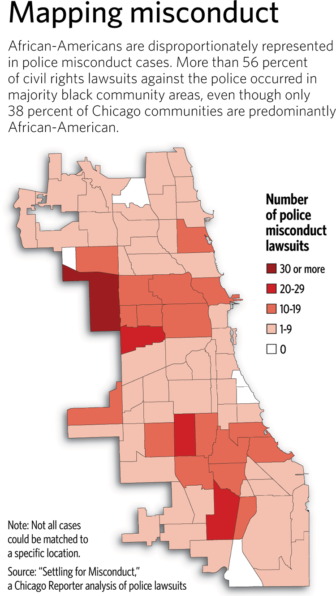 Mapping misconduct
African-Americans are disproportionately represented
in police misconduct cases. More than 56 percent
of civil rights lawsuits against the police occurred in
majority black community areas, even though only
38 percent of Chicago communities are predominantly
African-American.
Number
of police
misconduct
lawsuits
30 or more
20-29
10-19
1-9
0
Note: Not all cases
could be matched to
a specific location.
Source: “Settling for Misconduct,”
a Chicago Reporter analysis of police lawsuits